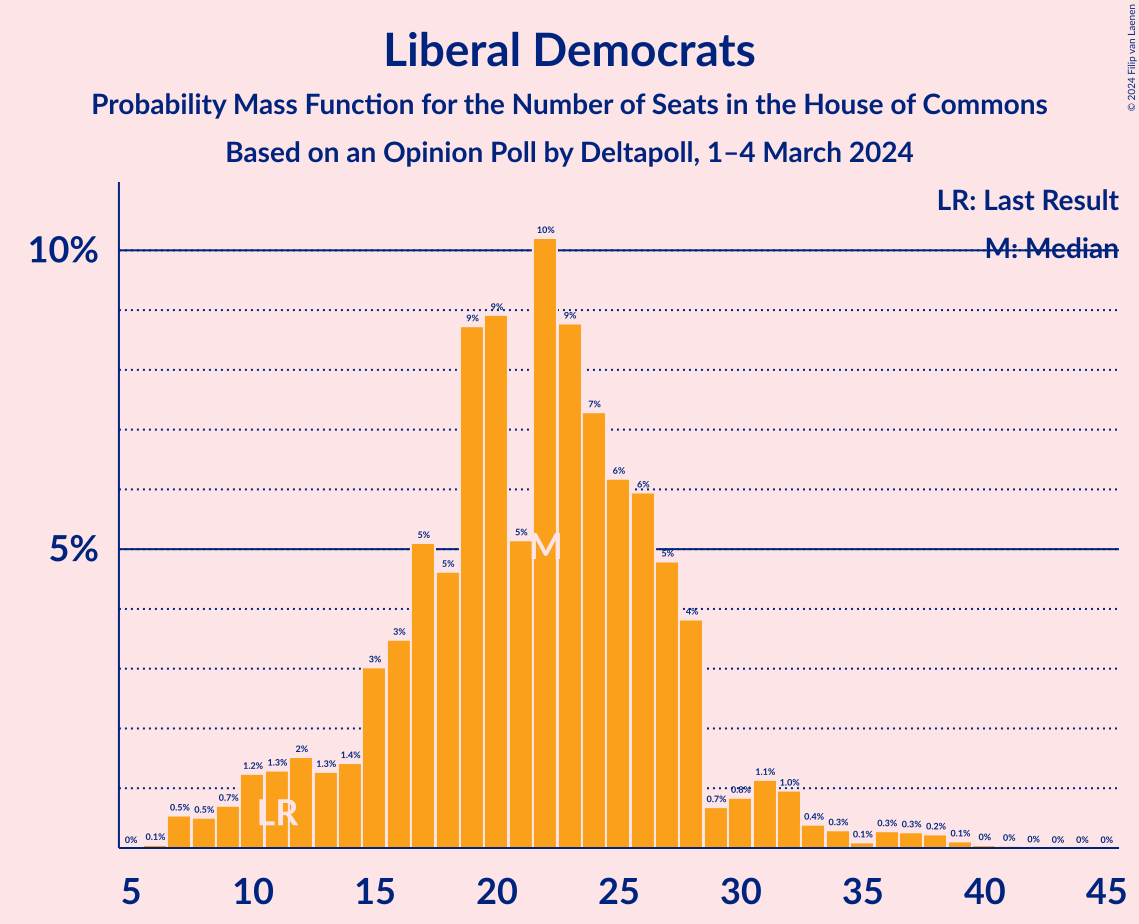 © 2024 Filip van Laenen
Liberal Democrats
Probability Mass Function for the Number of Seats in the House of Commons
Based on an Opinion Poll by Deltapoll, 1–4 March 2024
LR: Last Result
M: Median
10%
5%
0% 0.1% 0.5% 0.5% 0.7% 1.2% 1.3% 2% 1.3% 1.4% 3% 3% 5% 5% 9% 9% 5% 10% 9% 7% 6% 6% 5% 4% 0.7% 0.8% 1.1% 1.0% 0.4% 0.3% 0.1% 0.3% 0.3% 0.2% 0.1% 0% 0% 0% 0% 0% 0%
M
LR
5 10 15 20 25 30 35 40 45